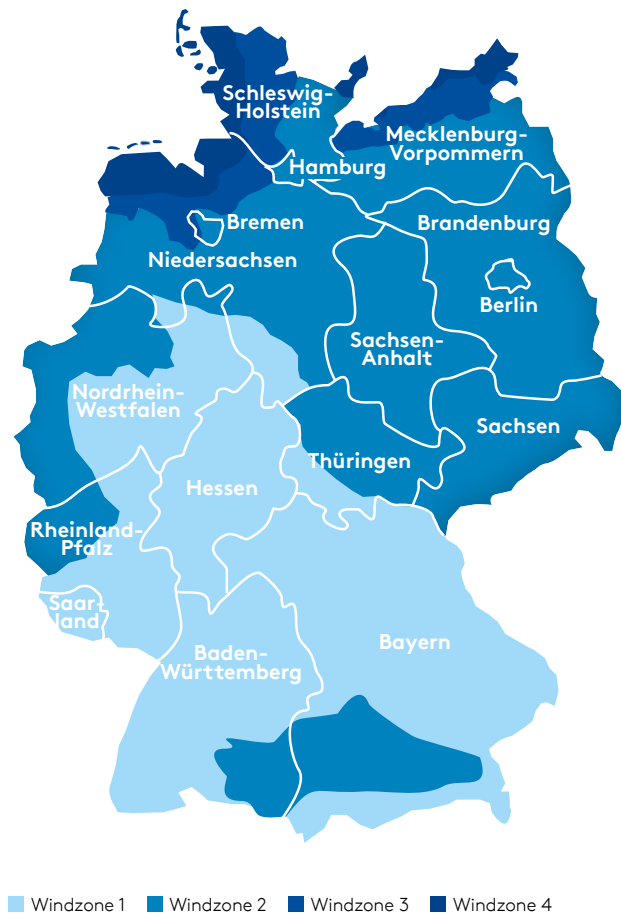 Schleswig-
Holstein
Mecklenburg-
Vorpommern
Hamburg
Bremen
Brandenburg
Niedersachsen
Berlin
Sachsen-
Anhalt
Nordrhein-
Westfalen
Sachsen
Thüringen
Hessen
Rheinland-
Pfalz
Saar-
land
Bayern
Baden-
Württemberg
Windzone 1 Windzone 2 Windzone 3 Windzone 4